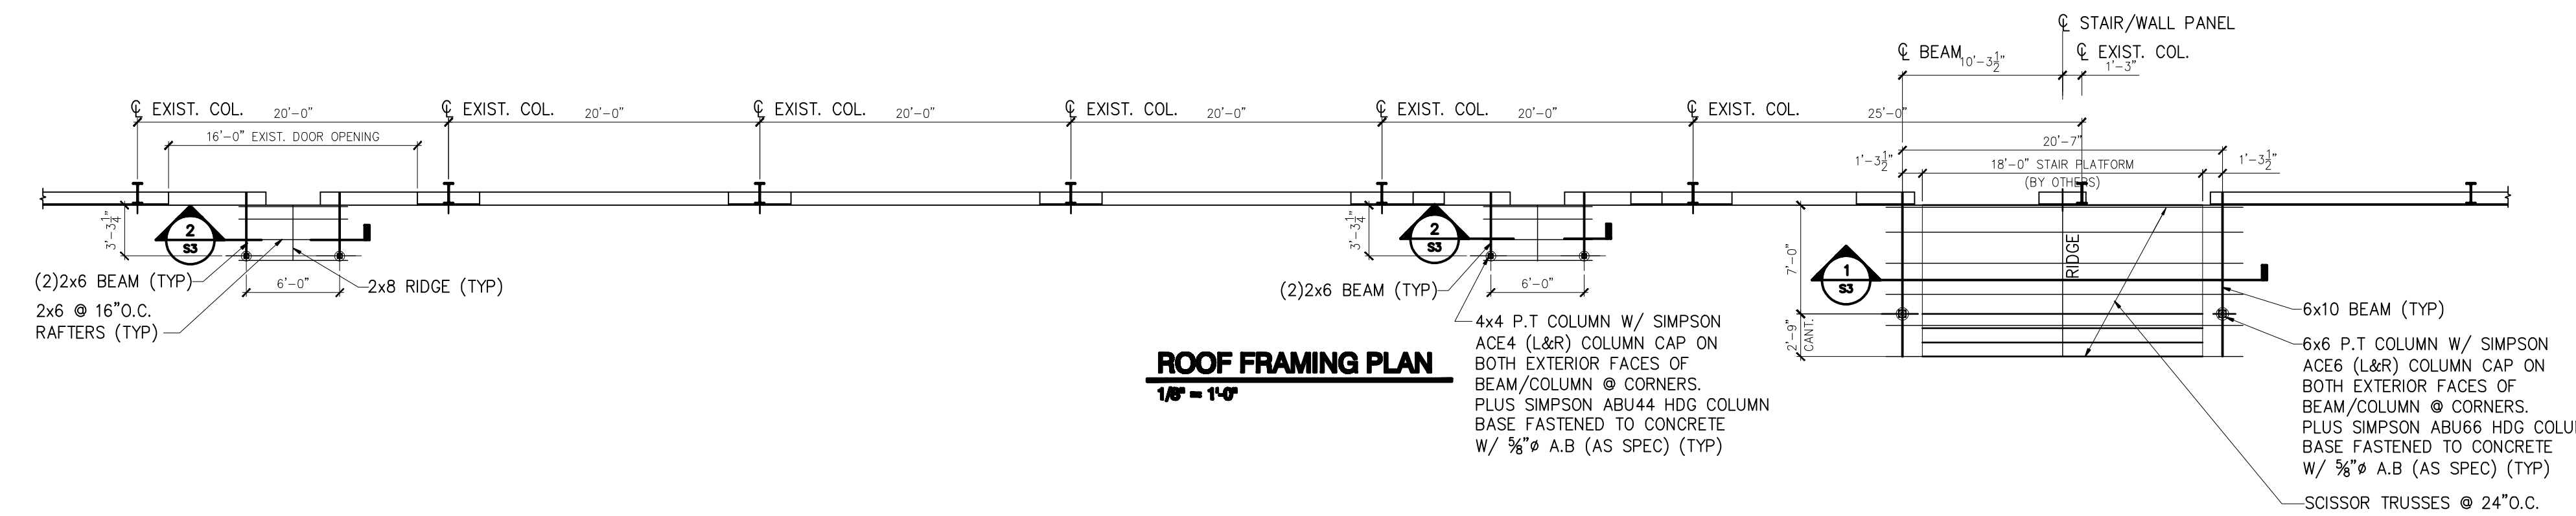 ℄ STAIR/WALL PANEL
℄ BEAM
10'-3½"
℄ EXIST. COL.
1'-3"
℄ EXIST. COL.
20'-0"
℄ EXIST. COL.
20'-0"
℄ EXIST. COL.
20'-0"
℄ EXIST. COL.
20'-0"
℄ EXIST. COL.
20'-0"
℄ EXIST. COL.
25'-0"
16'-0" EXIST. DOOR OPENING
20'-7"
1'-3½"
18'-0" STAIR PLATFORM
(BY OTHERS)
1'-3½"
3'-3¼"
2
S3
(2)2x6 BEAM (TYP)
6'-0"
2x8 RIDGE (TYP)
2x6 @ 16"O.C.
RAFTERS (TYP)
3'-3¼"
2
S3
(2)2x6 BEAM (TYP)
6'-0"
4x4 P.T COLUMN W/ SIMPSON
ACE4 (L&R) COLUMN CAP ON
BOTH EXTERIOR FACES OF
BEAM/COLUMN @ CORNERS.
PLUS SIMPSON ABU44 HDG COLUMN
BASE FASTENED TO CONCRETE
W/ ⅝"ø A.B (AS SPEC) (TYP)
ROOF FRAMING PLAN
1/8" = 1'-0"
1
S3
7'-0"
2'-9"
CANT.
RIDGE
6x10 BEAM (TYP)
6x6 P.T COLUMN W/ SIMPSON
ACE6 (L&R) COLUMN CAP ON
BOTH EXTERIOR FACES OF
BEAM/COLUMN @ CORNERS.
PLUS SIMPSON ABU66 HDG COLU
BASE FASTENED TO CONCRETE
W/ ⅝"ø A.B (AS SPEC) (TYP)
SCISSOR TRUSSES @ 24"O.C.